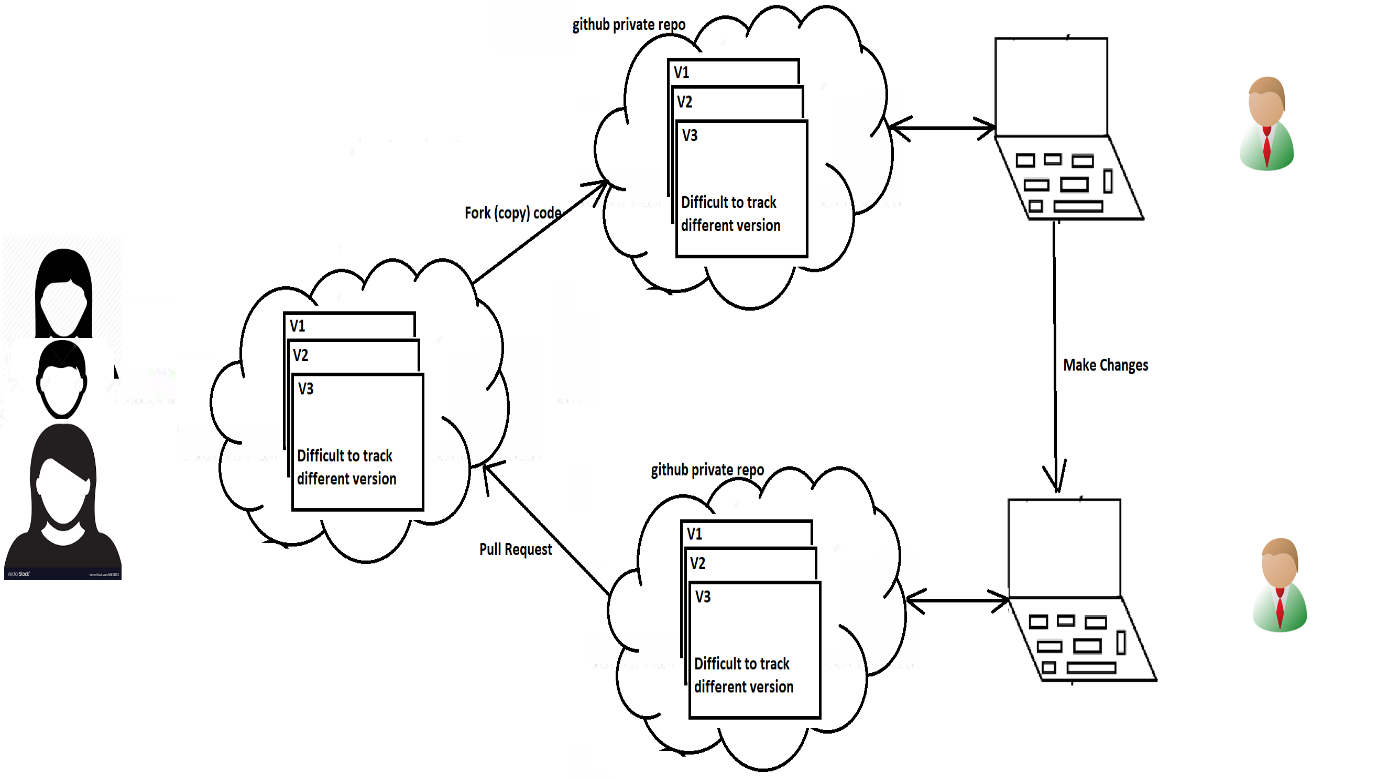 github private repo
V1
V2
V3
Difficult to track
different version
Fork (copy) code
V1
V2
V3
Difficult to track
different version
Make Changes
github private repo
Pull Request
V1
V2
V3
Difficult to track
different version